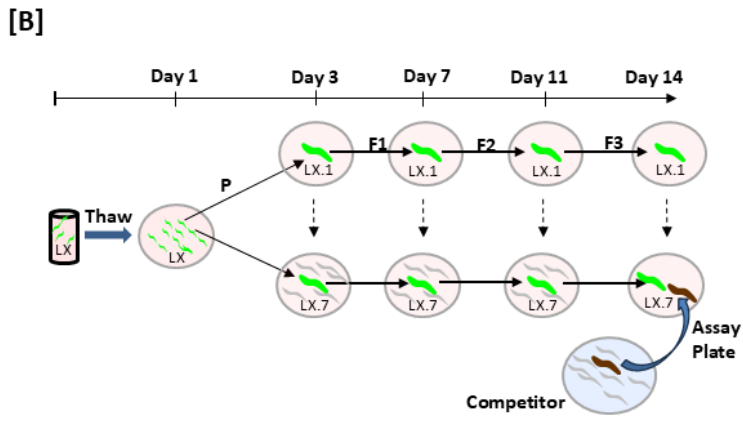 [B]
Day 1 Day 3 Day 7 Day 11 Day 14
F1 F2 F3
LX.1 LX.1 LX.1 LX.1
P
Thaw
LX LX
LX.7 LX.7 LX.7 LX.7
Assay
Plate
Competitor